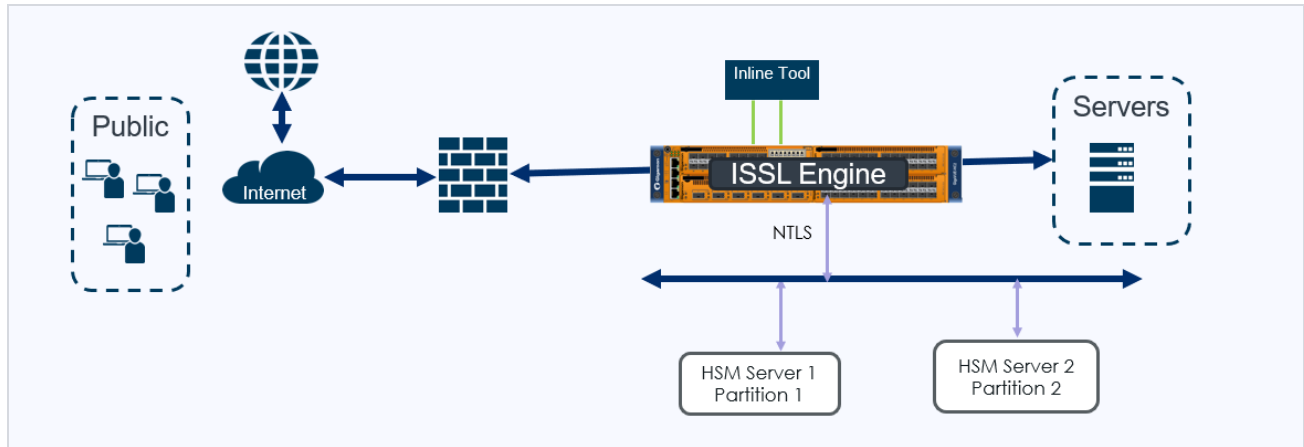 Public
Internet
Inline Tool
ISSL Engine
Servers
NTLS
HSM Server 1
Partition 1
HSM Server 2
Partition 2